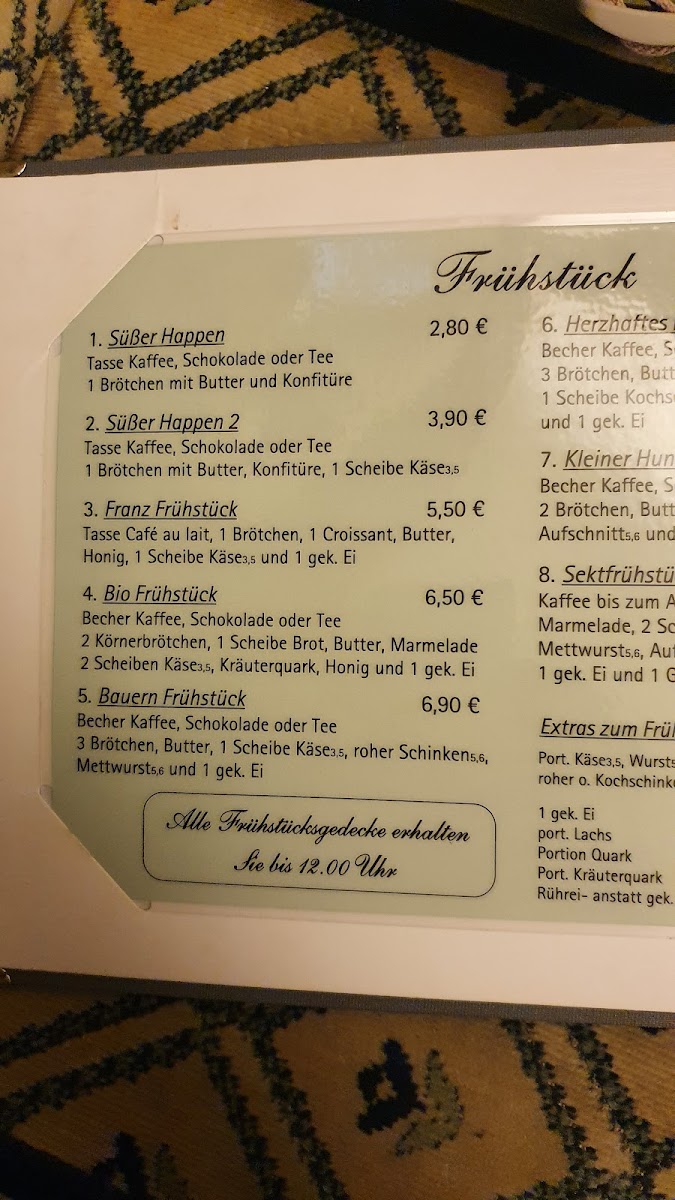 Frühstück
1. Süßer Happen 2,80 €
Tasse Kaffee, Schokolade oder Tee
1 Brötchen mit Butter und Konfitüre
2. Süßer Happen 2 3,90 €
Tasse Kaffee, Schokolade oder Tee
1 Brötchen mit Butter, Konfitüre, 1 Scheibe Käse3,5
3. Franz Frühstück 5,50 €
Tasse Café au lait, 1 Brötchen, 1 Croissant, Butter,
Honig, 1 Scheibe Käse3,5 und 1 gek. Ei
4. Bio Frühstück 6,50 €
Becher Kaffee, Schokolade oder Tee
2 Körnerbrötchen, 1 Scheibe Brot, Butter, Marmelade
2 Scheiben Käse3,5, Kräuterquark, Honig und 1 gek. Ei
5. Bauern Frühstück 6,90 €
Becher Kaffee, Schokolade oder Tee
3 Brötchen, Butter, 1 Scheibe Käse3,5, roher Schinken5,6,
Mettwurst5,6 und 1 gek. Ei
Alle Frühstücksgedecke erhalten
Sie bis 12.00 Uhr
6. Herzhaftes
Becher Kaffee,
3 Brötchen,
1 Scheibe
und 1 gek. Ei
7. Kleiner
Becher Kaffee,
2 Brötchen,
Aufschnitt5,6 und
8.
Kaffee bis zum
Marmelade, 2
Mettwurst5,6,
1 gek. Ei und 1
Extras zum
Port. Käse3,5,
roher o.
1 gek. Ei
port. Lachs
Portion Quark
Port. Kräuterquark
Rührei- anstatt gek.